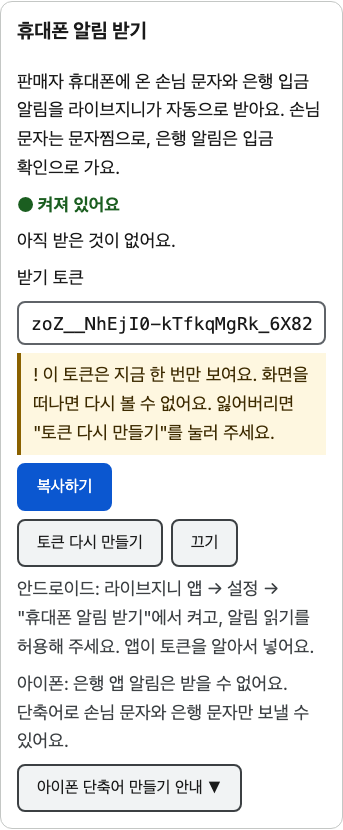 휴대폰 알림 받기
판매자 휴대폰에 온 손님 문자와 은행 입금
알림을 라이브지니가 자동으로 받아요. 손님
문자는 문자찜으로, 은행 알림은 입금
확인으로 가요.
● 켜져 있어요
아직 받은 것이 없어요.
받기 토큰
zoZ__NhEjI0-kTfkqMgRk_6X82
! 이 토큰은 지금 한 번만 보여요. 화면을
떠나면 다시 볼 수 없어요. 잃어버리면
"토큰 다시 만들기"를 눌러 주세요.
복사하기
토큰 다시 만들기
끄기
안드로이드: 라이브지니 앱 → 설정 →
"휴대폰 알림 받기"에서 켜고, 알림 읽기를
허용해 주세요. 앱이 토큰을 알아서 넣어요.
아이폰: 은행 앱 알림은 받을 수 없어요.
단축어로 손님 문자와 은행 문자만 보낼 수
있어요.
아이폰 단축어 만들기 안내 ▼